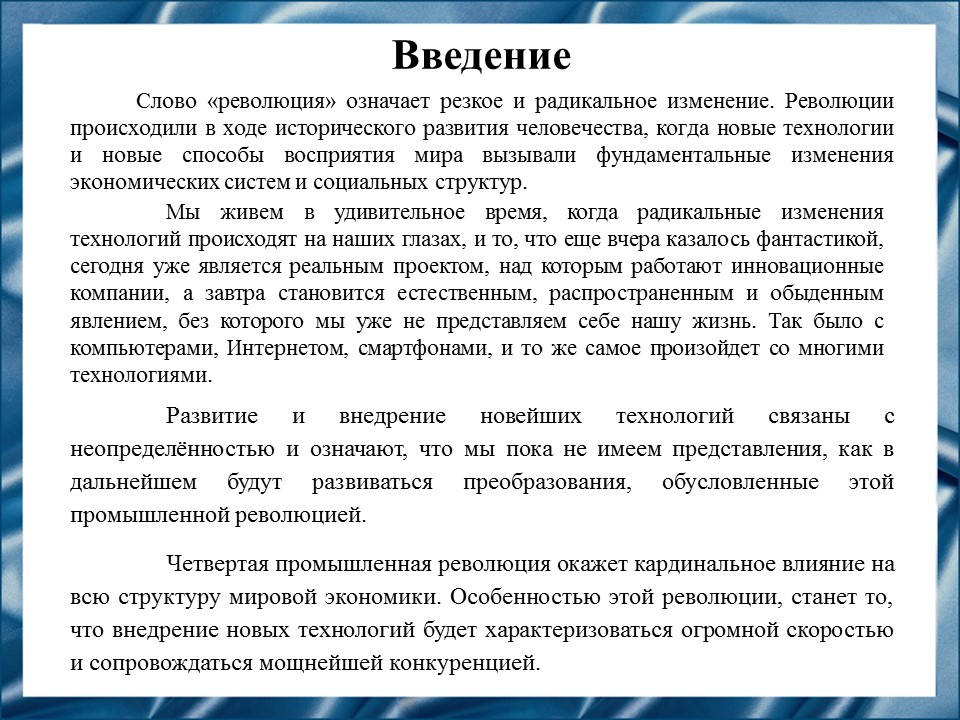 Введение
Слово «революция» означает резкое и радикальное изменение. Революции
происходили в ходе исторического развития человечества, когда новые технологии
и новые способы восприятия мира вызывали фундаментальные изменения
экономических систем и социальных структур.
Мы живем в удивительное время, когда радикальные изменения
технологий происходят на наших глазах, и то, что еще вчера казалось фантастикой,
сегодня уже является реальным проектом, над которым работают инновационные
компании, а завтра становится естественным, распространенным и обыденным
явлением, без которого мы уже не представляем себе нашу жизнь. Так было с
компьютерами, Интернетом, смартфонами, и то же самое произойдет со многими
технологиями.
Развитие и внедрение новейших технологий связаны с
неопределённостью и означают, что мы пока не имеем представления, как в
дальнейшем будут развиваться преобразования, обусловленные этой
промышленной революцией.
Четвертая промышленная революция окажет кардинальное влияние на
всю структуру мировой экономики. Особенностью этой революции, станет то,
что внедрение новых технологий будет характеризоваться огромной скоростью
и сопровождаться мощнейшей конкуренцией.